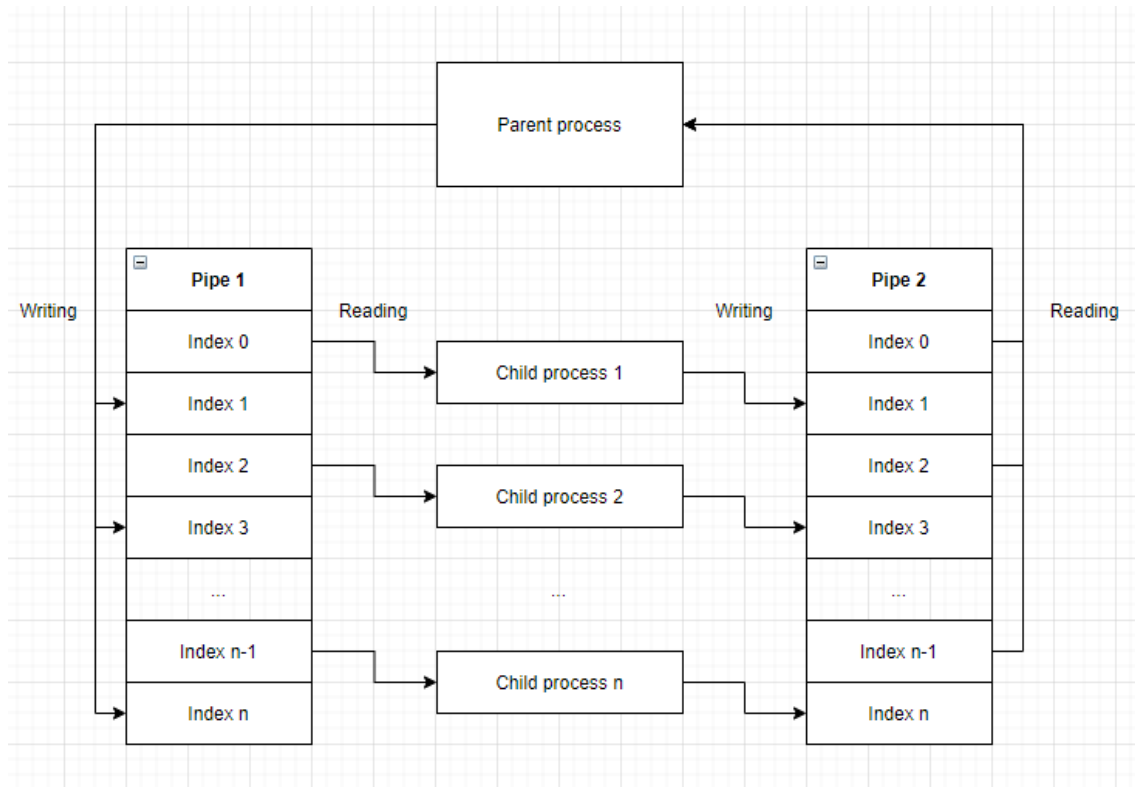 Parent process
Pipe 1
Pipe 2
Writing
Reading
Writing
Reading
Index 0
Index 0
Child process 1
Index 1
Index 1
Index 2
Index 2
Child process 2
Index 3
Index 3
...
...
...
Index n-1
Index n-1
Child process n
Index n
Index n